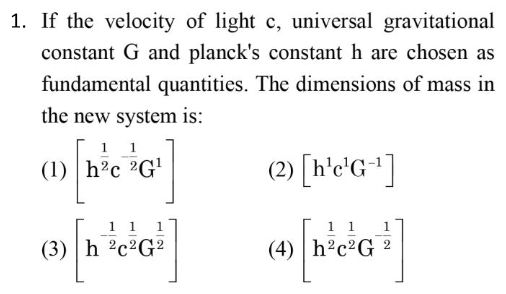 1. If the velocity of light c, universal gravitational
constant G and planck's constant h are chosen as
fundamental quantities. The dimensions of mass in
the new system is:
(1) [h^{1/2}c^{-1/2}G^1] (2) [h^1c^1G^{-1}]
(3) [h^{-1/2}c^{1/2}G^{1/2}] (4) [h^{1/2}c^{1/2}G^{-1/2}]